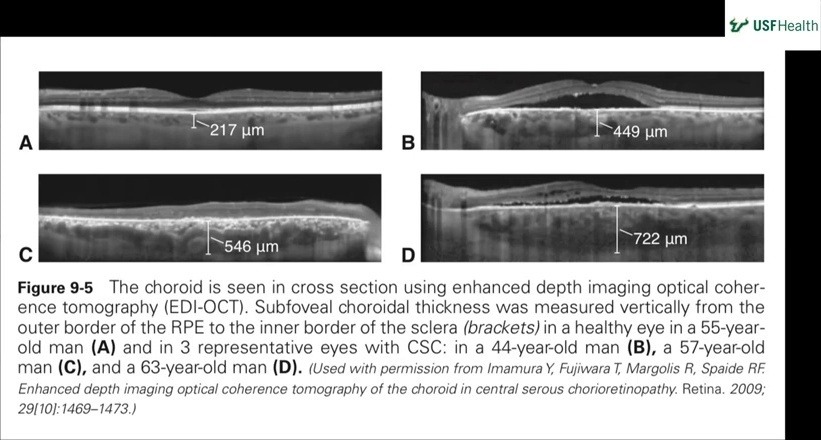 USFHealth
217 μm
A
449 μm
B
546 μm
C
722 μm
D
Figure 9-5 The choroid is seen in cross section using enhanced depth imaging optical coher-
ence tomography (EDI-OCT). Subfoveal choroidal thickness was measured vertically from the
outer border of the RPE to the inner border of the sclera (brackets) in a healthy eye in a 55-year-
old man (A) and in 3 representative eyes with CSC: in a 44-year-old man (B), a 57-year-old
man (C), and a 63-year-old man (D). (Used with permission from Imamura Y, Fujiwara T, Margolis R, Spaide RF.
Enhanced depth imaging optical coherence tomography of the choroid in central serous chorioretinopathy. Retina. 2009;
29[10]:1469–1473.)